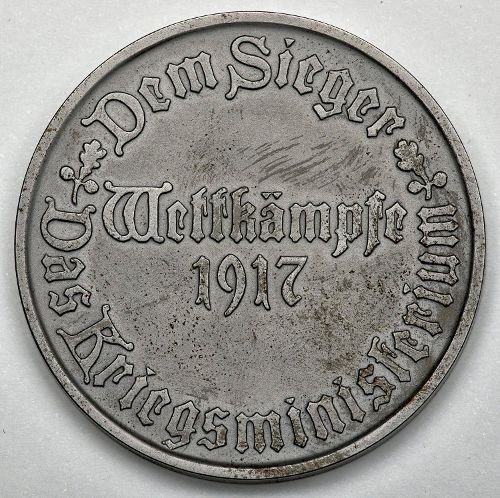 Dem Sieger
Wettkämpfe
1917
Das Kriegsministerium